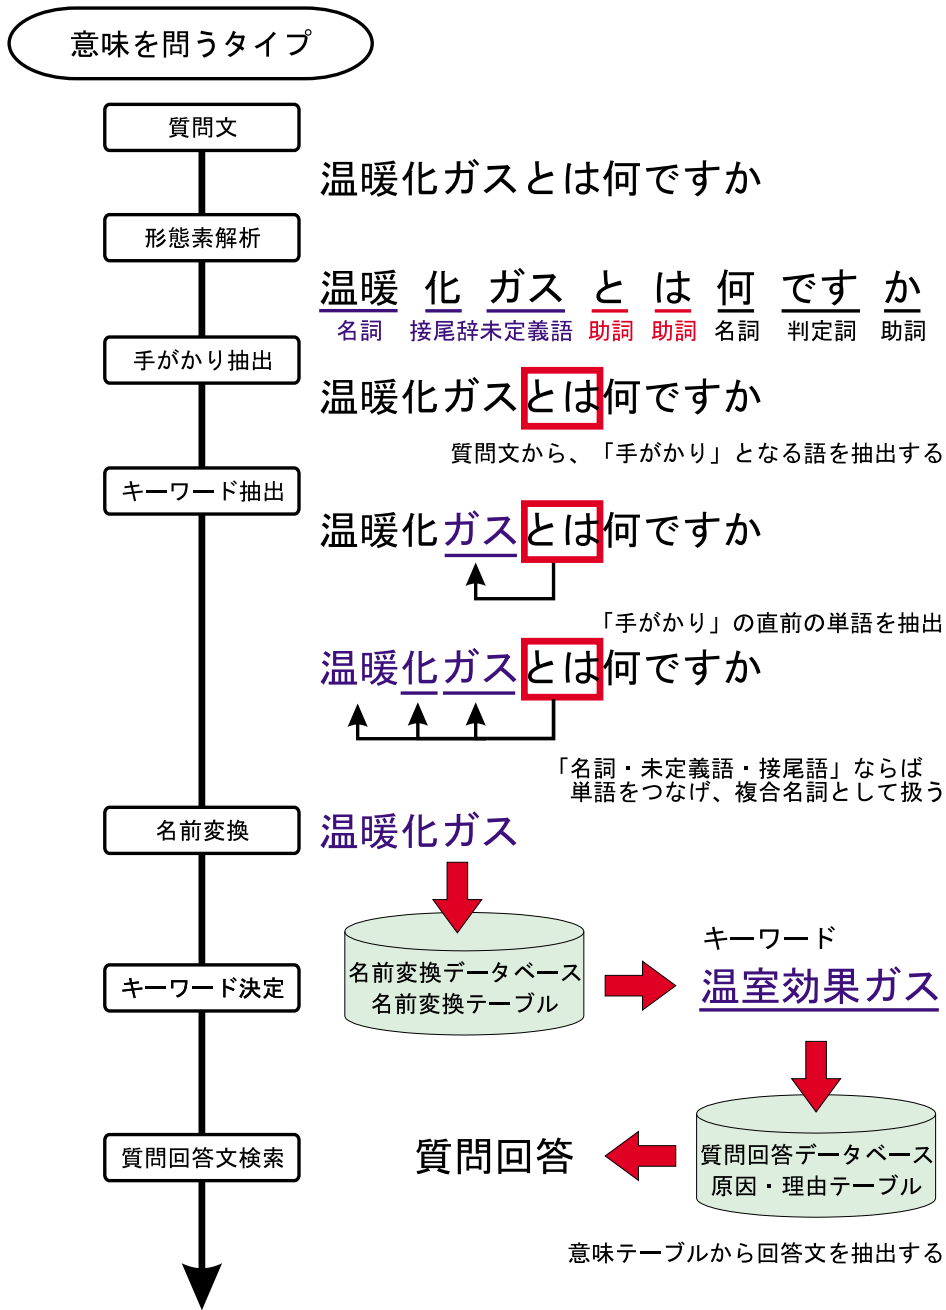 意味を問うタイプ
質問文
温暖化ガスとは何ですか
形態素解析
温暖 化 ガス と は 何 です か
名詞 接尾辞 未定義語 助詞 助詞 名詞 判定詞 助詞
手がかり抽出
温暖化ガスとは何ですか
質問文から、「手がかり」となる語を抽出する
キーワード抽出
温暖化ガスとは何ですか
「手がかり」の直前の単語を抽出
温暖化ガスとは何ですか
「名詞・未定義語・接尾語」ならば
単語をつなげ、複合名詞として扱う
名前変換
温暖化ガス
名前変換データベース
名前変換テーブル
キーワード
温室効果ガス
キーワード決定
質問回答データベース
原因・理由テーブル
質問回答文検索
質問回答
意味テーブルから回答文を抽出する